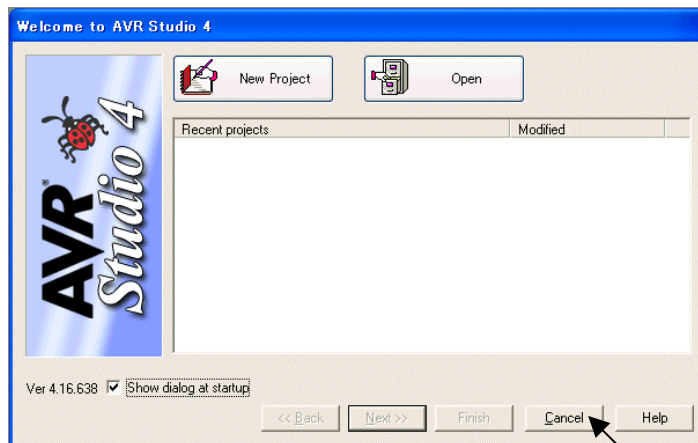 Welcome to AVR Studio 4
New Project
Open
Recent projects
Modified
AVR®
Studio 4
Ver 4.16.638
Show dialog at startup
<< Back
Next >>
Finish
Cancel
Help